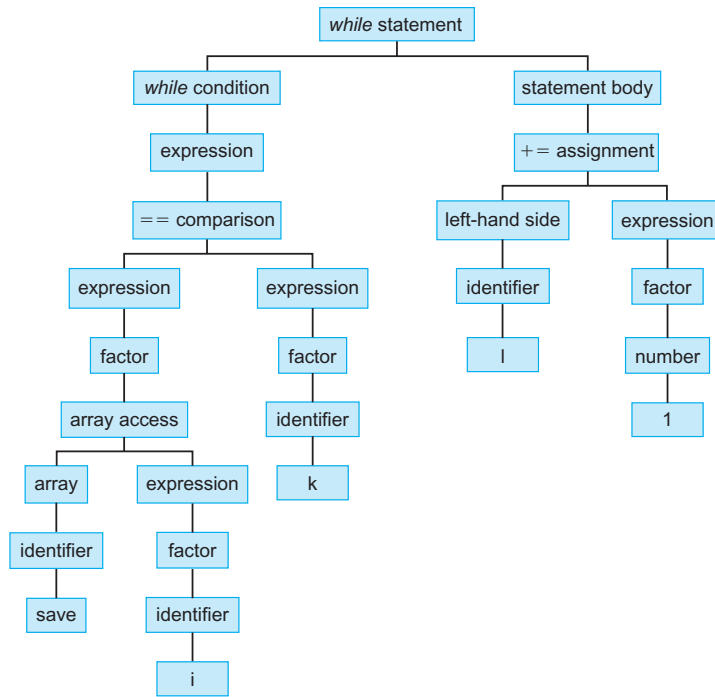 while statement
while condition
statement body
expression
+= assignment
== comparison
left-hand side
expression
expression
expression
identifier
factor
factor
factor
l
number
array access
identifier
1
array
expression
k
identifier
factor
save
identifier
i